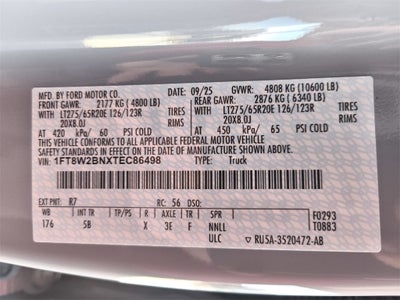 MFD. BY FORD MOTOR CO. 09/25 GVWR: 4808 KG (10600 LB)
FRONT GAWR: 2177 KG (4800 LB) REAR GAWR: 2876 KG (6340 LB)
WITH LT275/65R20E 126/123R TIRES WITH LT275/65R20E 126/123R TIRES
20X8.0J RIMS 20X8.0J RIMS
AT 420 kPa/ 60 PSI COLD AT 450 kPa/ 65 PSI COLD
THIS VEHICLE CONFORMS TO ALL APPLICABLE FEDERAL MOTOR VEHICLE
SAFETY STANDARDS IN EFFECT ON THE DATE OF MANUFACTURE SHOWN ABOVE.
VIN: 1FT8W2BNXTEC86498 TYPE: Truck
EXT PNT: R7 RC: 56 DSO:
WB INT TR TP/PS R AXLE TR SPR F0293
176 5B X 3E F NNLL T0883
ULC RU5A-3520472-AB